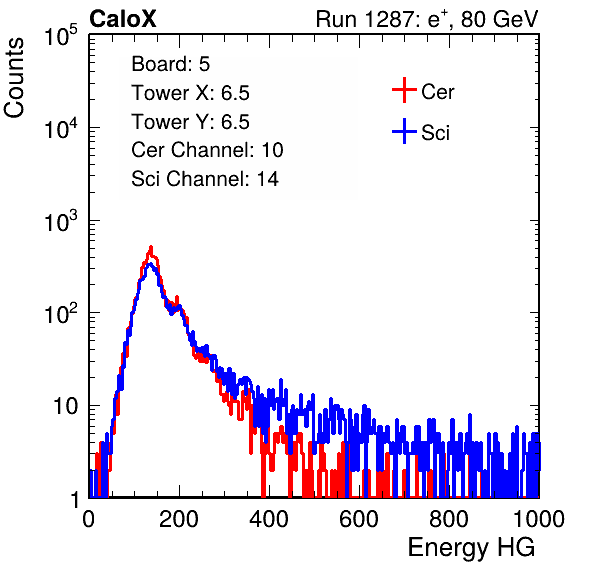 CaloX Run 1287: e⁺, 80 GeV
Counts
Board: 5
Tower X: 6.5
Tower Y: 6.5
Cer Channel: 10
Sci Channel: 14
Cer
Sci
10⁵
10⁴
10³
10²
10
1
0 200 400 600 800 1000
Energy HG